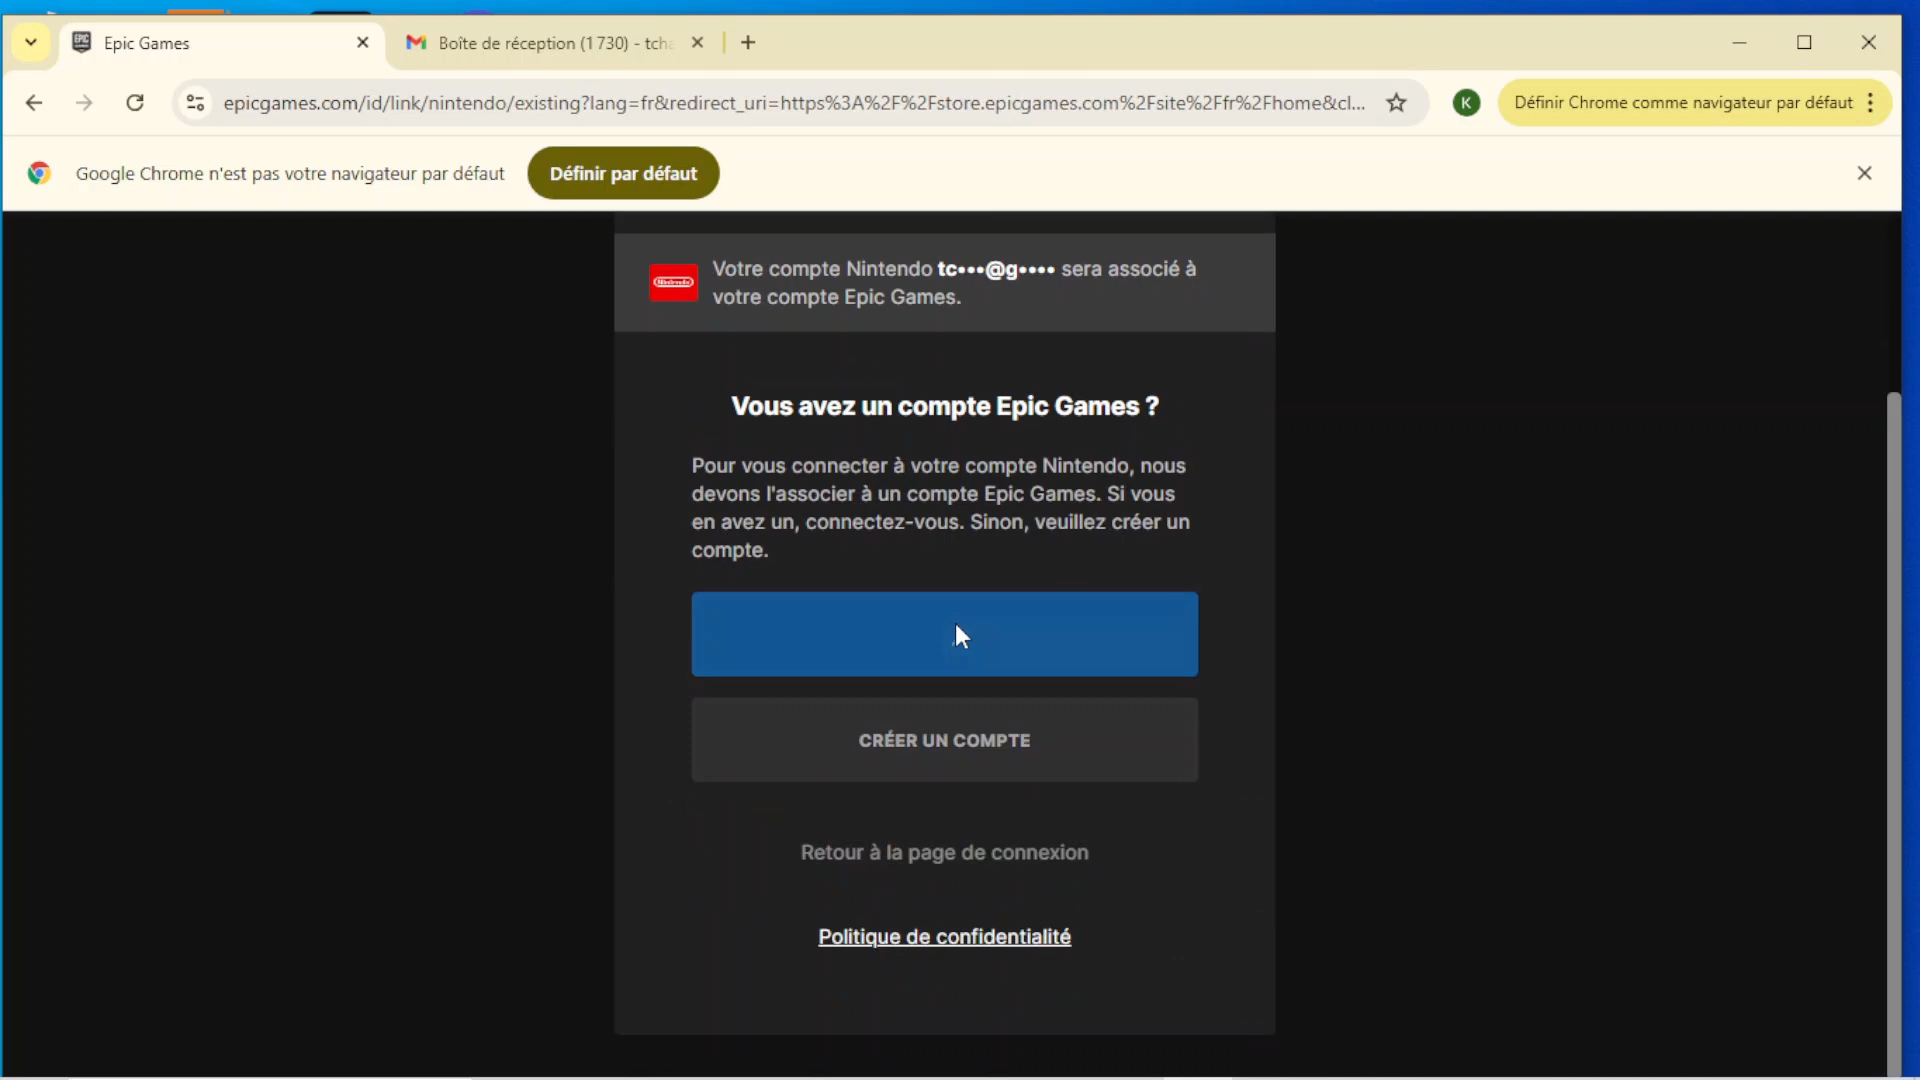 Epic Games
Boîte de réception (1 730) - tcha
epicgames.com/id/link/nintendo/existing?lang=fr&redirect_uri=https%3A%2F%2Fstore.epicgames.com%2Fsite%2Ffr%2Fhome&cl...
K
Définir Chrome comme navigateur par défaut
Google Chrome n'est pas votre navigateur par défaut
Définir par défaut
Nintendo
Votre compte Nintendo tc•••@g•••• sera associé à
votre compte Epic Games.
Vous avez un compte Epic Games ?
Pour vous connecter à votre compte Nintendo, nous
devons l'associer à un compte Epic Games. Si vous
en avez un, connectez-vous. Sinon, veuillez créer un
compte.
CRÉER UN COMPTE
Retour à la page de connexion
Politique de confidentialité